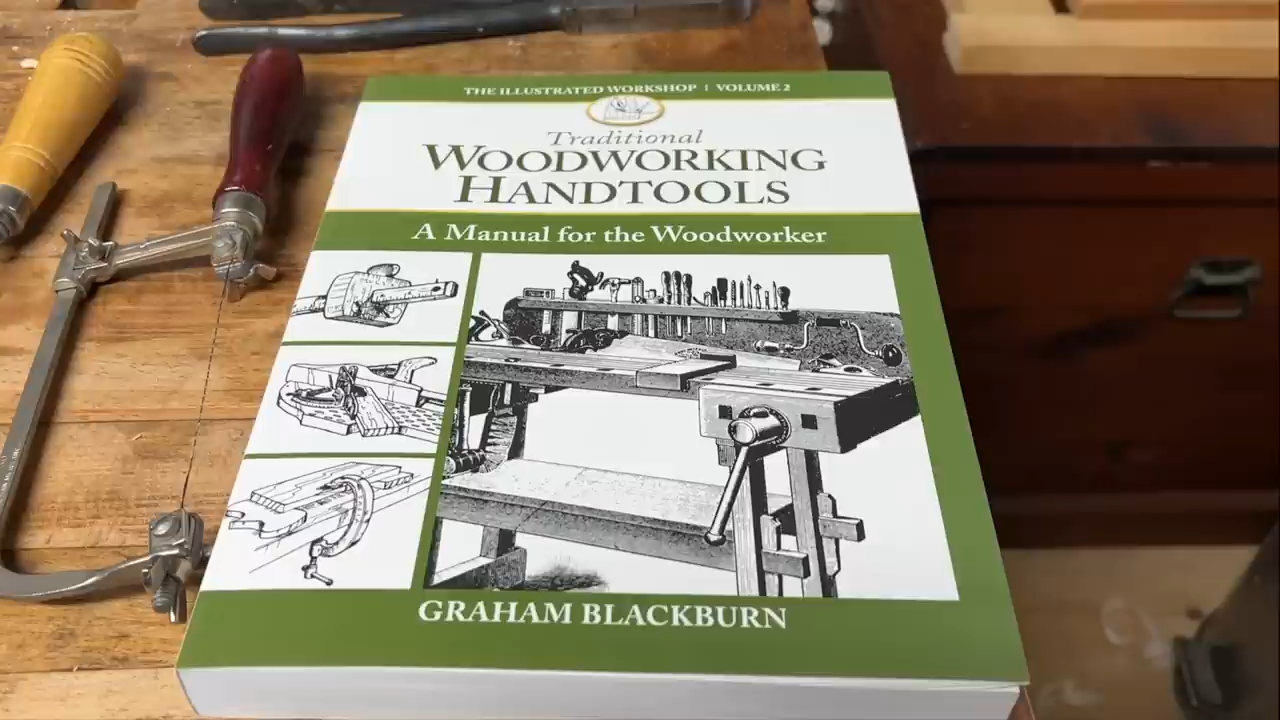 THE ILLUSTRATED WORKSHOP | VOLUME 2
Traditional
WOODWORKING
HANDTOOLS
A Manual for the Woodworker
GRAHAM BLACKBURN